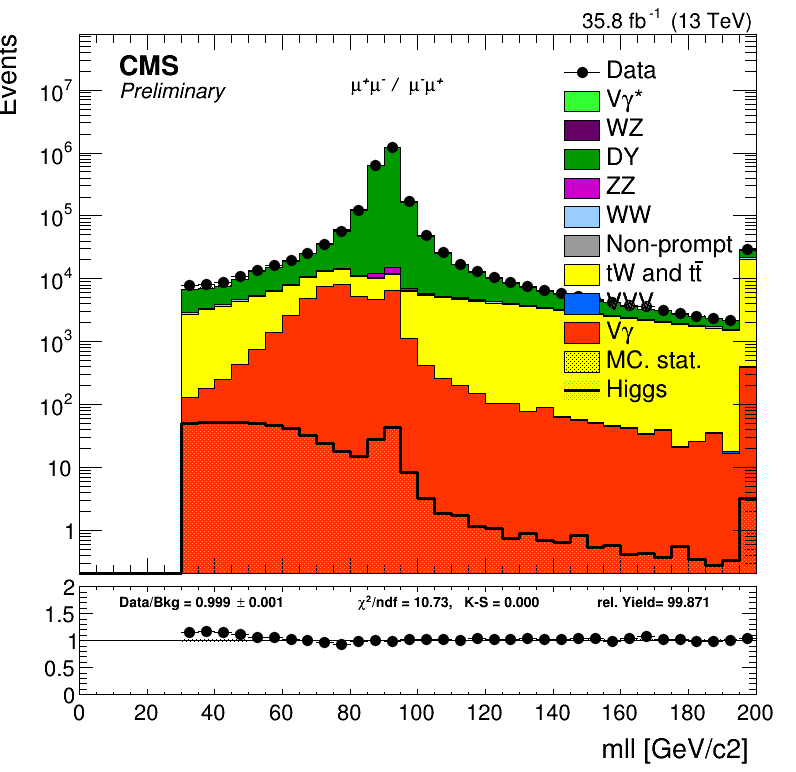 35.8 fb⁻¹ (13 TeV)
Events
CMS
Preliminary
μ⁺μ⁻ / μ⁻μ⁺
Data
Vγ*
WZ
DY
ZZ
WW
Non-prompt
tW and tt̄
VVV
Vγ
MC. stat.
Higgs
10⁷
10⁶
10⁵
10⁴
10³
10²
10
1
Data/Bkg = 0.999 ± 0.001
χ²/ndf = 10.73, K-S = 0.000
rel. Yield= 99.871
2
1.5
1
0.5
0
0 20 40 60 80 100 120 140 160 180 200
mll [GeV/c2]